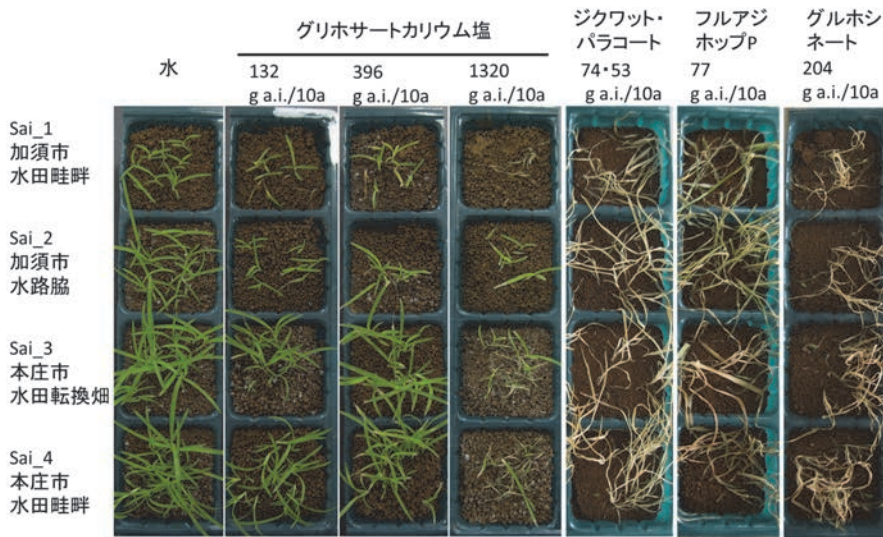 グリホサートカリウム塩
ジクワット・
パラコート
フルアジ
ホップP
グルホシ
ネート
水
132
g a.i./10a
396
g a.i./10a
1320
g a.i./10a
74・53
g a.i./10a
77
g a.i./10a
204
g a.i./10a
Sai_1
加須市
水田畦畔
Sai_2
加須市
水路脇
Sai_3
本庄市
水田転換畑
Sai_4
本庄市
水田畦畔